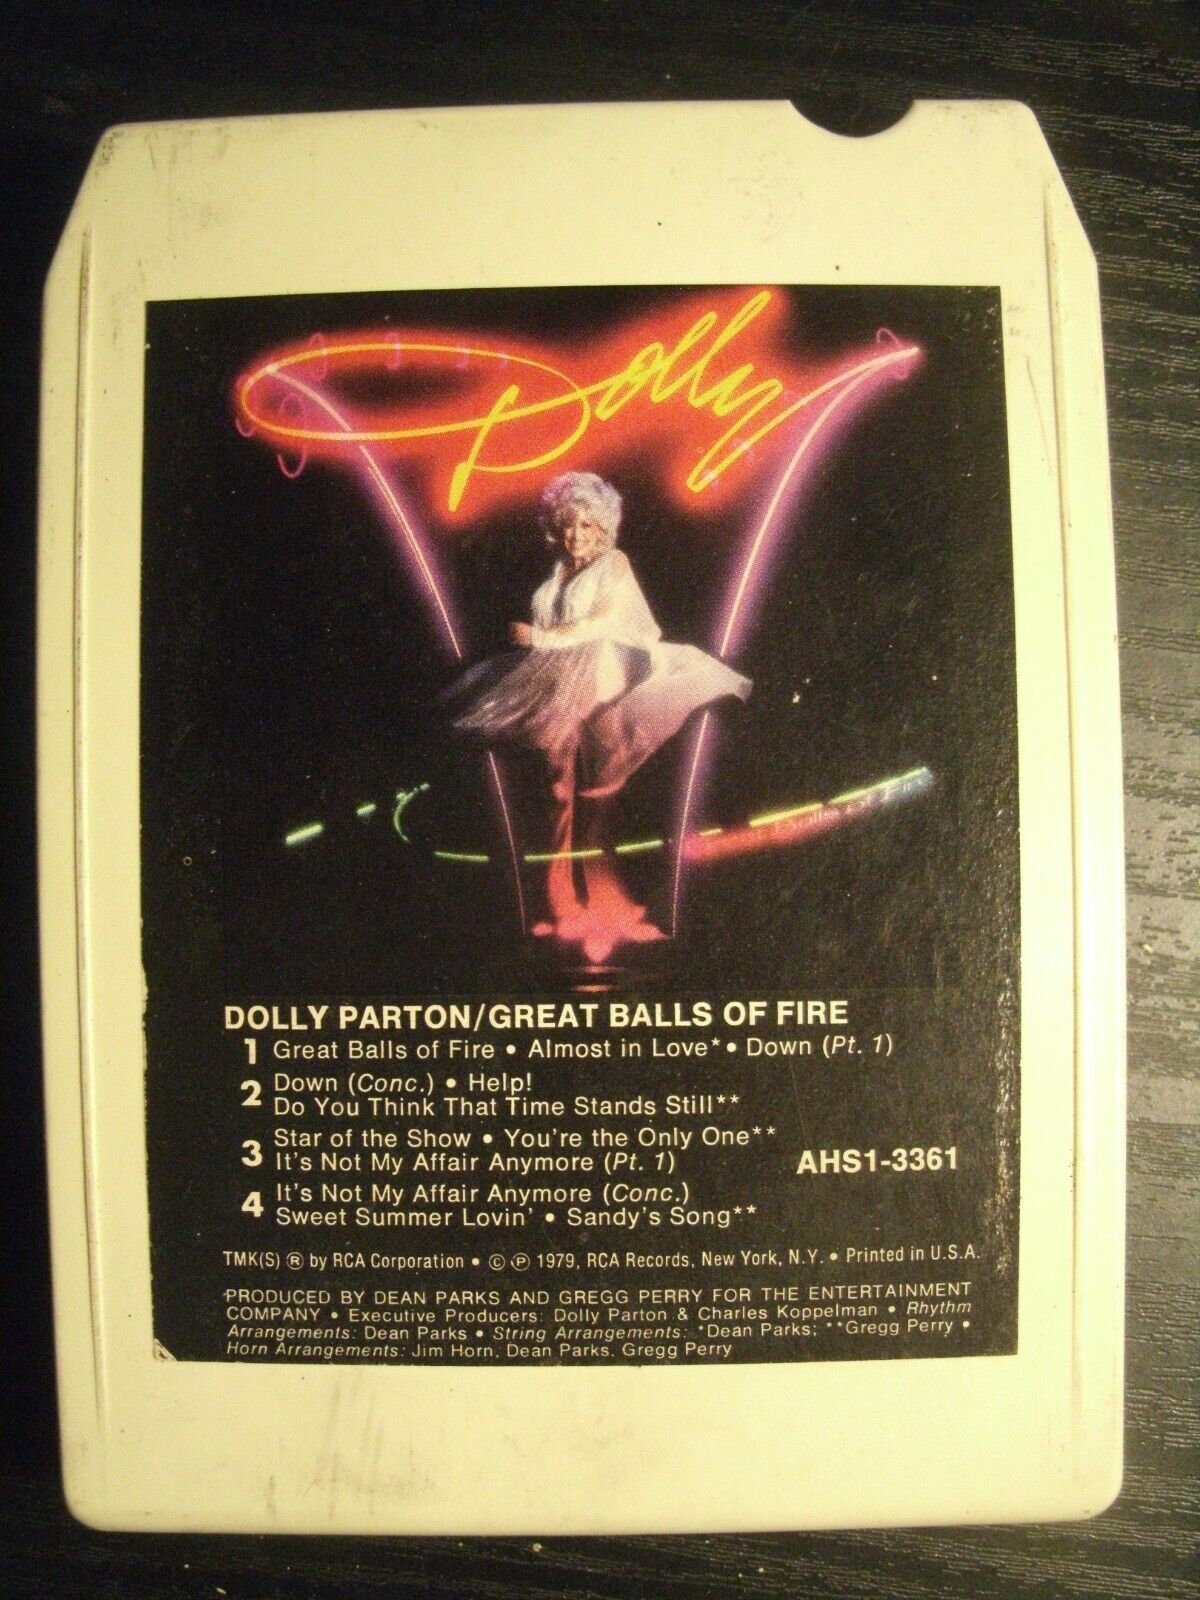 Dolly
DOLLY PARTON/GREAT BALLS OF FIRE
1 Great Balls of Fire • Almost in Love* • Down (Pt. 1)
2 Down (Conc.) • Help!
Do You Think That Time Stands Still**
3 Star of the Show • You're the Only One**
It's Not My Affair Anymore (Pt. 1)
AHS1-3361
4 It's Not My Affair Anymore (Conc.)
Sweet Summer Lovin' • Sandy's Song**
TMK(S) ® by RCA Corporation • © ℗ 1979, RCA Records, New York, N.Y. • Printed in U.S.A.
PRODUCED BY DEAN PARKS AND GREGG PERRY FOR THE ENTERTAINMENT
COMPANY • Executive Producers: Dolly Parton & Charles Koppelman • Rhythm
Arrangements: Dean Parks • String Arrangements: *Dean Parks; **Gregg Perry •
Horn Arrangements: Jim Horn, Dean Parks, Gregg Perry